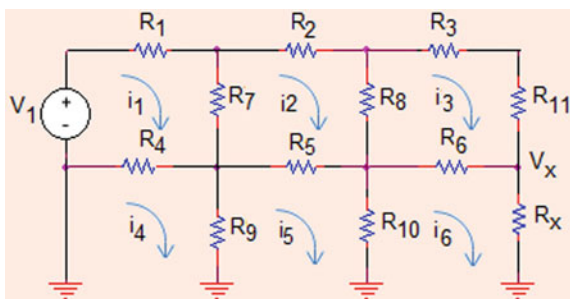 R1 R2 R3
V1 + - i1 R7 i2 R8 i3 R11
R4 R5 R6 Vx
i4 R9 i5 R10 i6 Rx